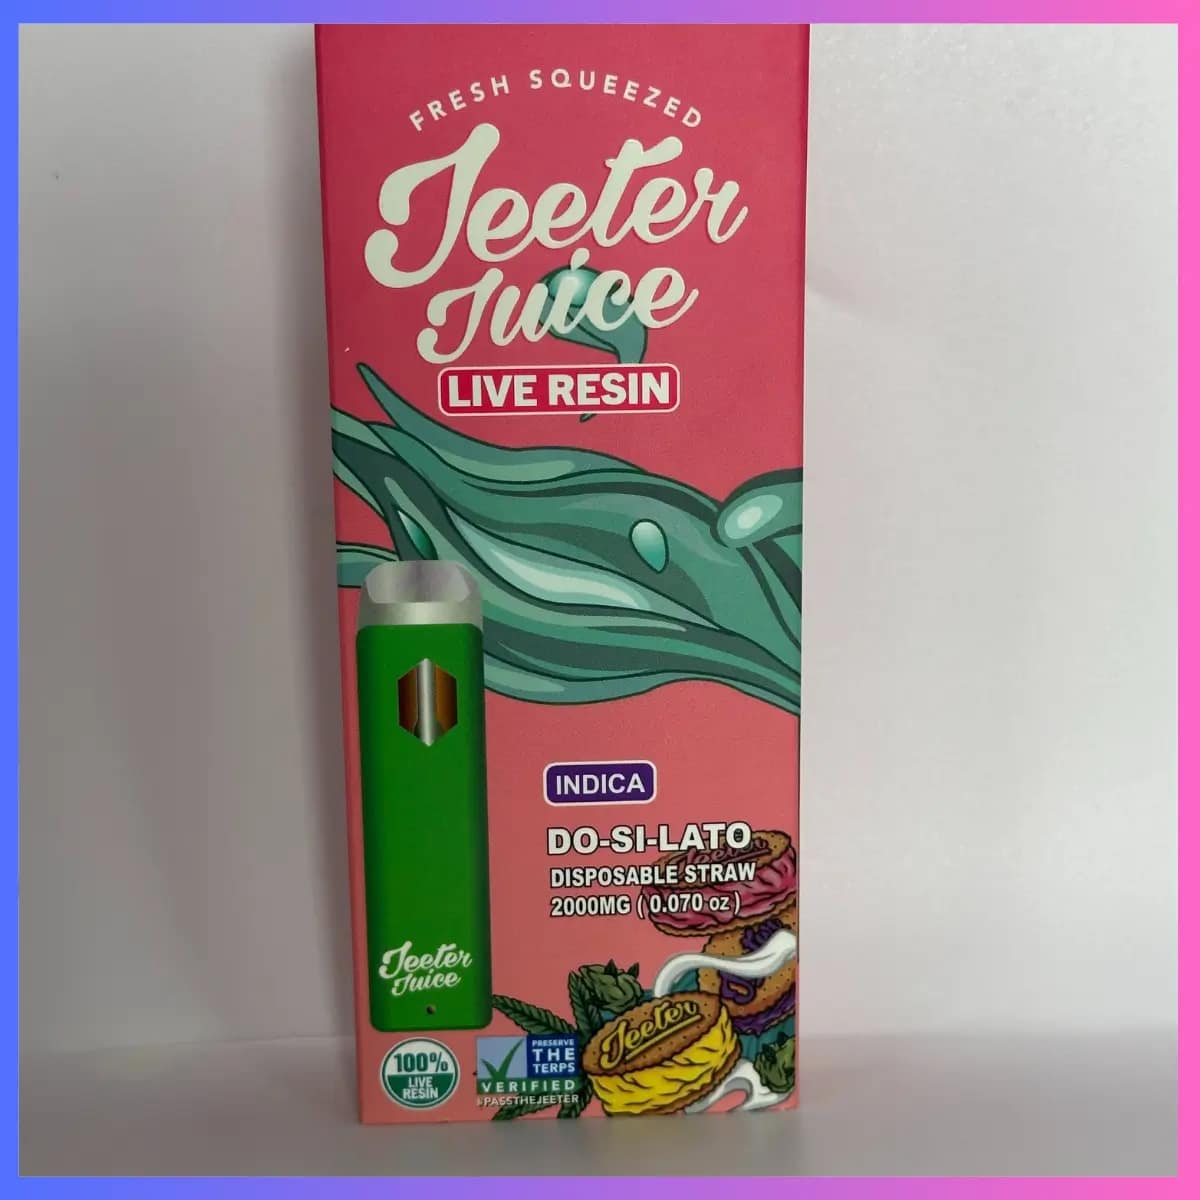 FRESH SQUEEZED
Jeeter
Juice
LIVE RESIN
INDICA
DO-SI-LATO
DISPOSABLE STRAW
2000MG ( 0.070 oz )
Jeeter
Jeeter
Juice
Jeeter
100%
LIVE
RESIN
PRESERVE
THE
TERPS
VERIFIED
#PASSTHEJEETER